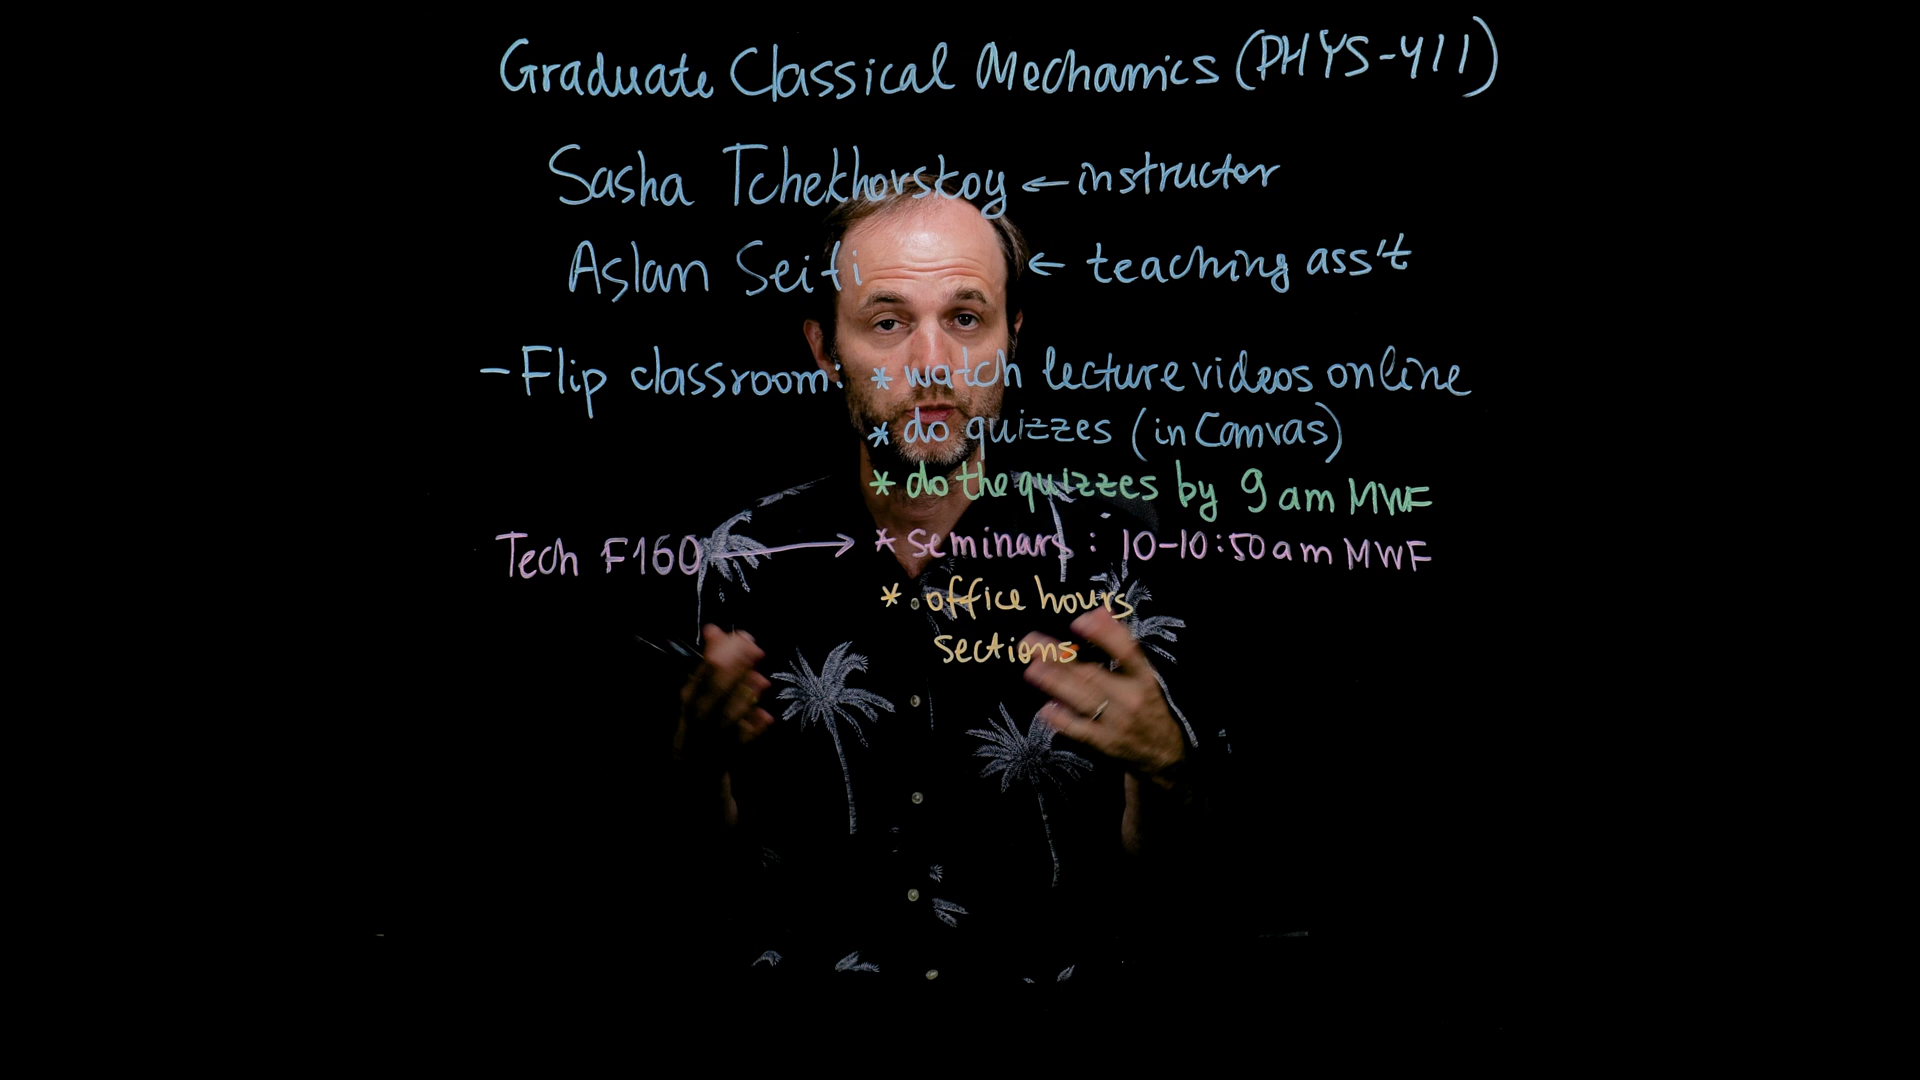 Graduate Classical Mechanics (PHYS-411)
Sasha Tchekhovskoy ← instructor
Aslan Seifi ← teaching ass't
- Flip classroom: * watch lecture videos online
* do quizzes (in Canvas)
* do the quizzes by 9 am MWF
Tech F160 → * seminars : 10-10:50 am MWF
* office hours
sections